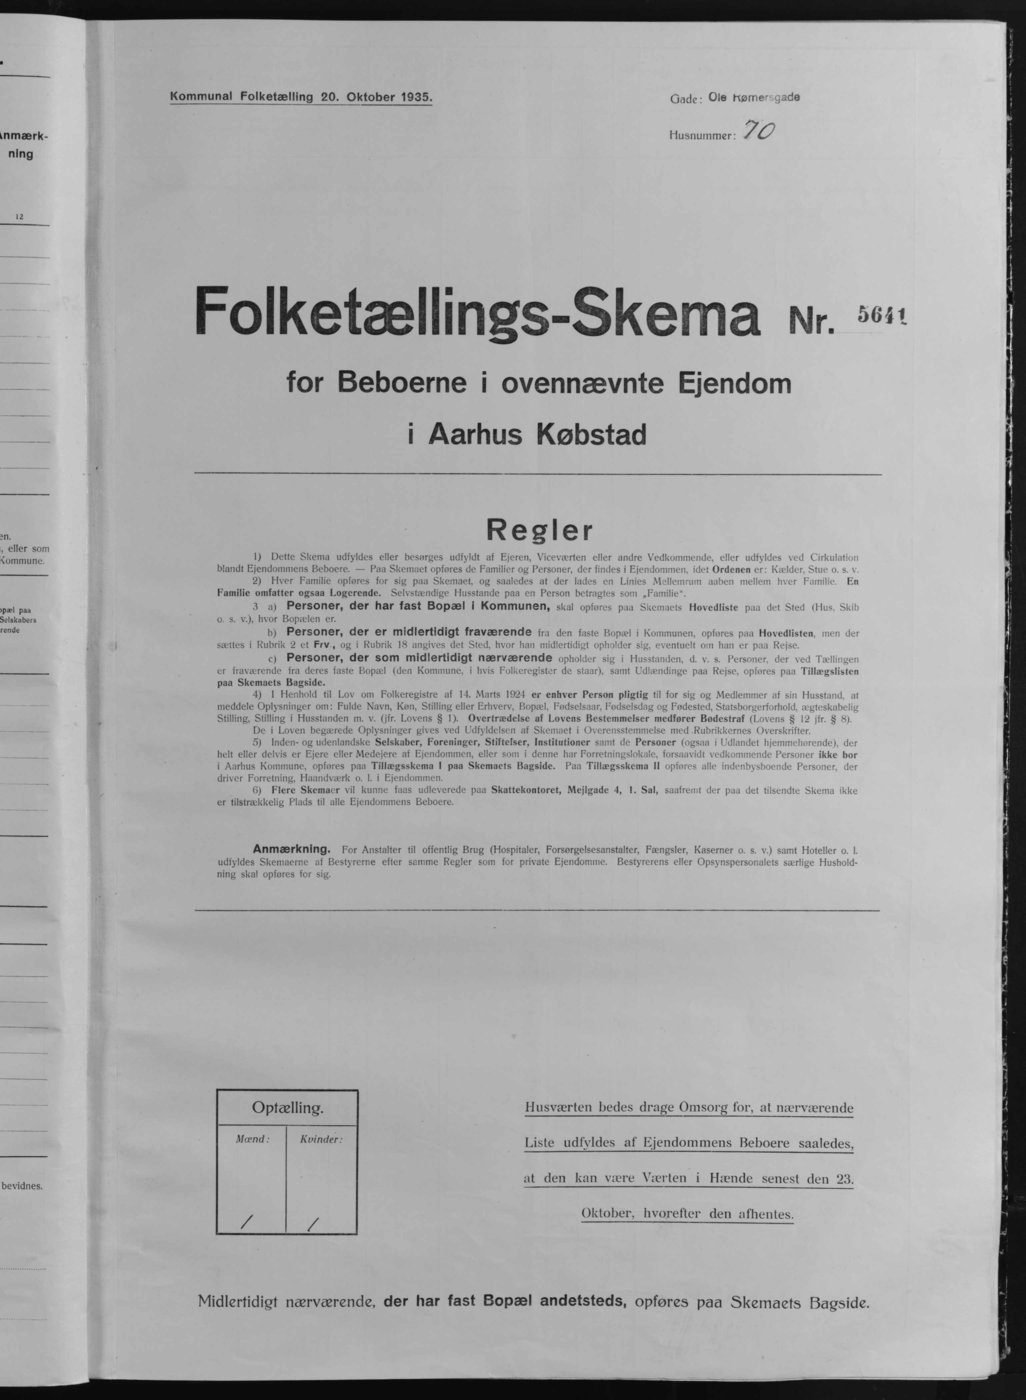 Anmærk-
ning
12
en.
, eller som
Kommune.
opæl paa
Selskabers
rende
bevidnes.
Kommunal Folketælling 20. Oktober 1935.
Gade: Ole Rømersgade
Husnummer: 70
Folketællings-Skema Nr. 5641
for Beboerne i ovennævnte Ejendom
i Aarhus Købstad
Regler
1) Dette Skema udfyldes eller besørges udfyldt af Ejeren, Viceværten eller andre Vedkommende, eller udfyldes ved Cirkulation
blandt Ejendommens Beboere. — Paa Skemaet opføres de Familier og Personer, der findes i Ejendommen, idet Ordenen er: Kælder, Stue o. s. v.
2) Hver Familie opføres for sig paa Skemaet, og saaledes at der lades en Linies Mellemrum aaben mellem hver Familie. En
Familie omfatter ogsaa Logerende. Selvstændige Husstande paa en Person betragtes som „Familie“.
3 a) Personer, der har fast Bopæl i Kommunen, skal opføres paa Skemaets Hovedliste paa det Sted (Hus, Skib
o. s. v.), hvor Bopælen er.
b) Personer, der er midlertidigt fraværende fra den faste Bopæl i Kommunen, opføres paa Hovedlisten, men der
sættes i Rubrik 2 et Frv., og i Rubrik 18 angives det Sted, hvor han midlertidigt opholder sig, eventuelt om han er paa Rejse.
c) Personer, der som midlertidigt nærværende opholder sig i Husstanden, d. v. s. Personer, der ved Tællingen
er fraværende fra deres faste Bopæl (den Kommune, i hvis Folkeregister de staar), samt Udlændinge paa Rejse, opføres paa Tillægslisten
paa Skemaets Bagside.
4) I Henhold til Lov om Folkeregistre af 14. Marts 1924 er enhver Person pligtig til for sig og Medlemmer af sin Husstand, at
meddele Oplysninger om: Fulde Navn, Køn, Stilling eller Erhverv, Bopæl, Fødselsaar, Fødselsdag og Fødested, Statsborgerforhold, ægteskabelig
Stilling, Stilling i Husstanden m. v. (jfr. Lovens § 1). Overtrædelse af Lovens Bestemmelser medfører Bødestraf (Lovens § 12 jfr. § 8).
De i Loven begærede Oplysninger gives ved Udfyldelsen af Skemaet i Overensstemmelse med Rubrikkernes Overskrifter.
5) Inden- og udenlandske Selskaber, Foreninger, Stiftelser, Institutioner samt de Personer (ogsaa i Udlandet hjemmehørende), der
helt eller delvis er Ejere eller Medejere af Ejendommen, eller som i denne har Forretningslokale, forsaavidt vedkommende Personer ikke bor
i Aarhus Kommune, opføres paa Tillægsskema I paa Skemaets Bagside. Paa Tillægsskema II opføres alle indenbysboende Personer, der
driver Forretning, Haandværk o. l. i Ejendommen.
6) Flere Skemaer vil kunne faas udleverede paa Skattekontoret, Mejlgade 4, 1. Sal, saafremt der paa det tilsendte Skema ikke
er tilstrækkelig Plads til alle Ejendommens Beboere.
Anmærkning. For Anstalter til offentlig Brug (Hospitaler, Forsørgelsesanstalter, Fængsler, Kaserner o. s. v.) samt Hoteller o. l.
udfyldes Skemaerne af Bestyrerne efter samme Regler som for private Ejendomme. Bestyrerens eller Opsynspersonalets særlige Hushold-
ning skal opføres for sig.
Optælling.
Mænd: Kvinder:
/ /
Husværten bedes drage Omsorg for, at nærværende
Liste udfyldes af Ejendommens Beboere saaledes,
at den kan være Værten i Hænde senest den 23.
Oktober, hvorefter den afhentes.
Midlertidigt nærværende, der har fast Bopæl andetsteds, opføres paa Skemaets Bagside.